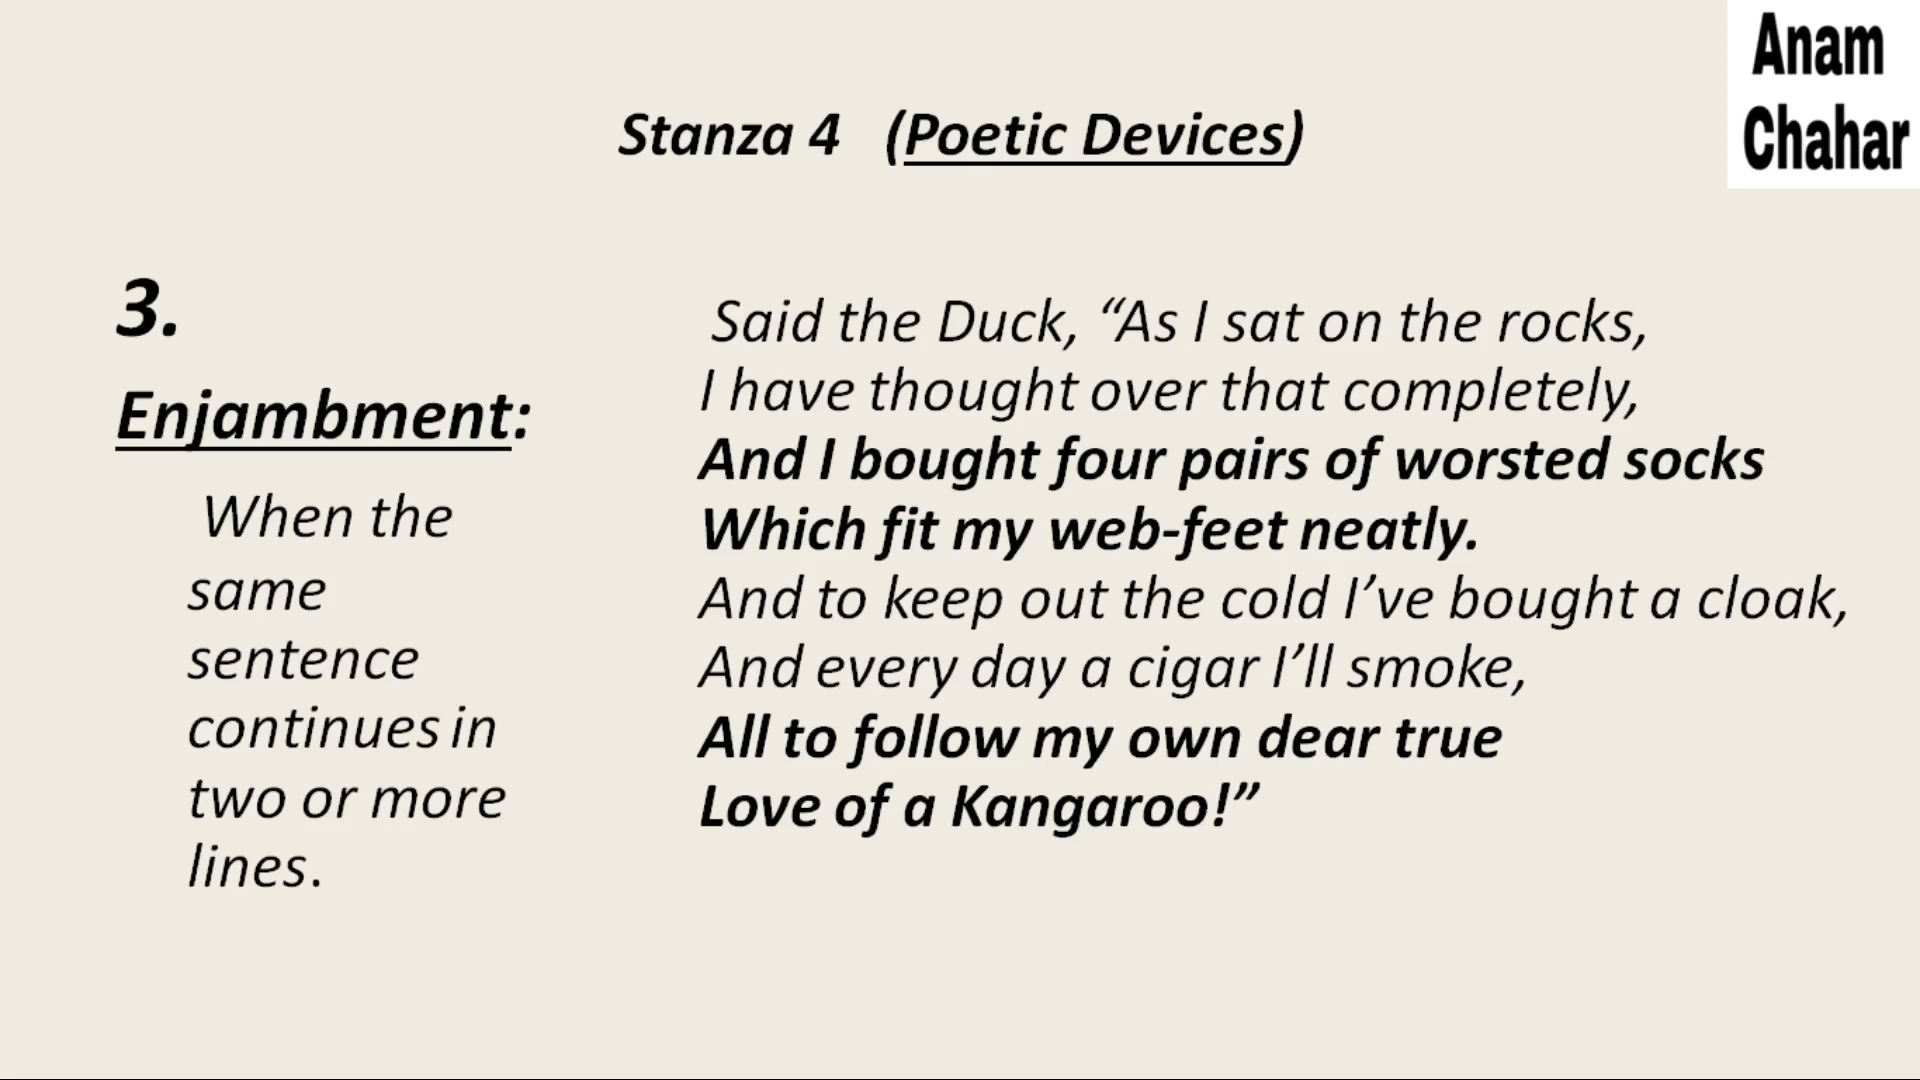 Anam
Chahar
Stanza 4 (Poetic Devices)
3.
Enjambment:
When the
same
sentence
continues in
two or more
lines.
Said the Duck, “As I sat on the rocks,
I have thought over that completely,
And I bought four pairs of worsted socks
Which fit my web-feet neatly.
And to keep out the cold I’ve bought a cloak,
And every day a cigar I’ll smoke,
All to follow my own dear true
Love of a Kangaroo!”